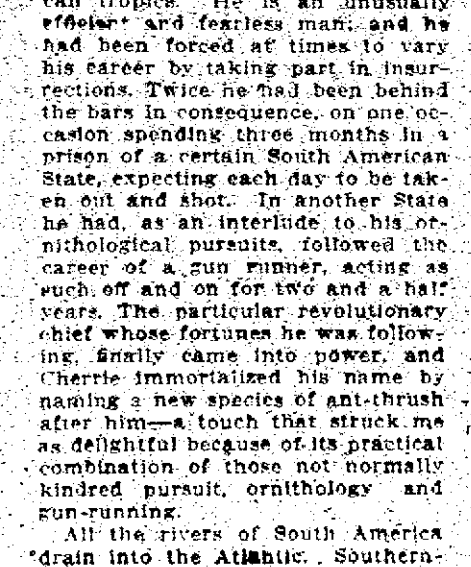 can tropics. He is an unusually
efficient and fearless man; and he
had been forced at times to vary
his career by taking part in insur-
rections. Twice he had been behind
the bars in consequence, on one oc-
casion spending three months in a
prison of a certain South American
State, expecting each day to be tak-
en out and shot. In another State
he had, as an interlude to his or-
nithological pursuits, followed the
career of a gun runner, acting as
such off and on for two and a half
years. The particular revolutionary
chief whose fortunes he was follow-
ing, finally came into power, and
Cherrie immortalized his name by
naming a new species of ant-thrush
after him—a touch that struck me
as delightful because of its practical
combination of those not normally
kindred pursuit, ornithology and
gun-running.
All the rivers of South America
drain into the Atlantic. Southern-